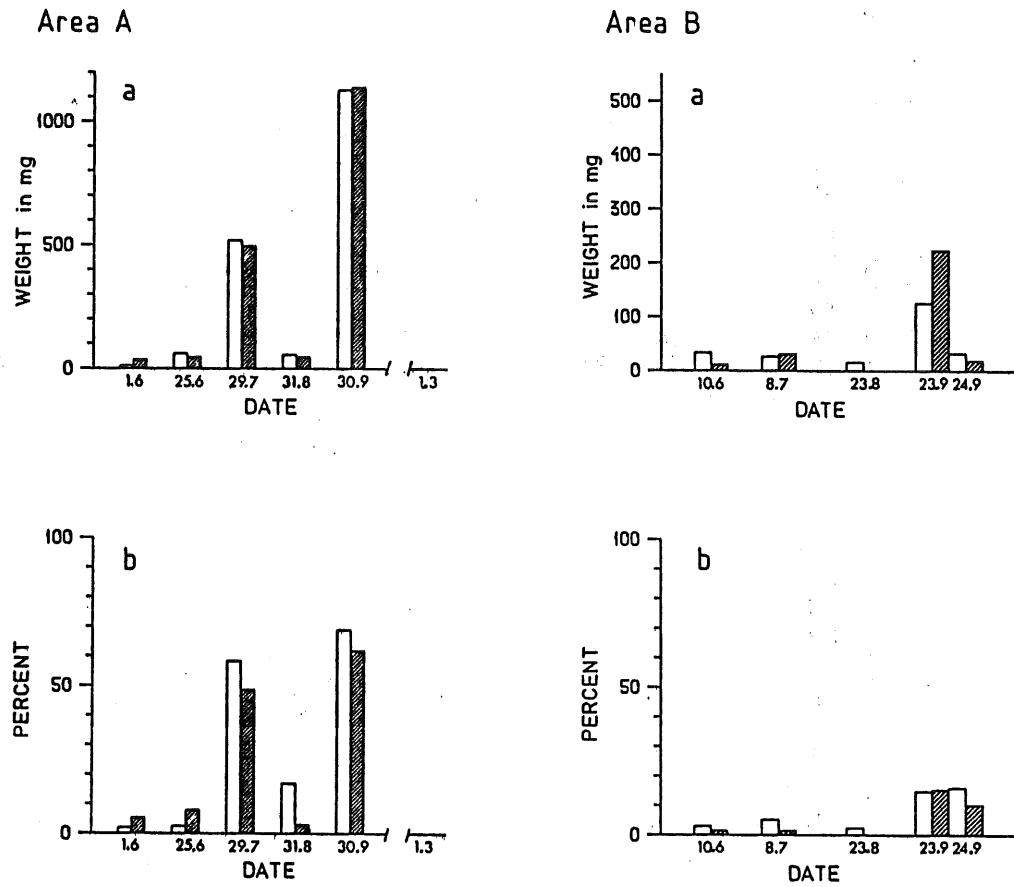 Area A
a
WEIGHT in mg
1000
500
0
1.6 25.6 29.7 31.8 30.9 1.3
DATE
Area B
a
WEIGHT in mg
500
400
300
200
100
0
10.6 8.7 23.8 23.9 24.9
DATE
b
PERCENT
100
50
0
1.6 25.6 29.7 31.8 30.9 1.3
DATE
b
PERCENT
100
50
0
10.6 8.7 23.8 23.9 24.9
DATE